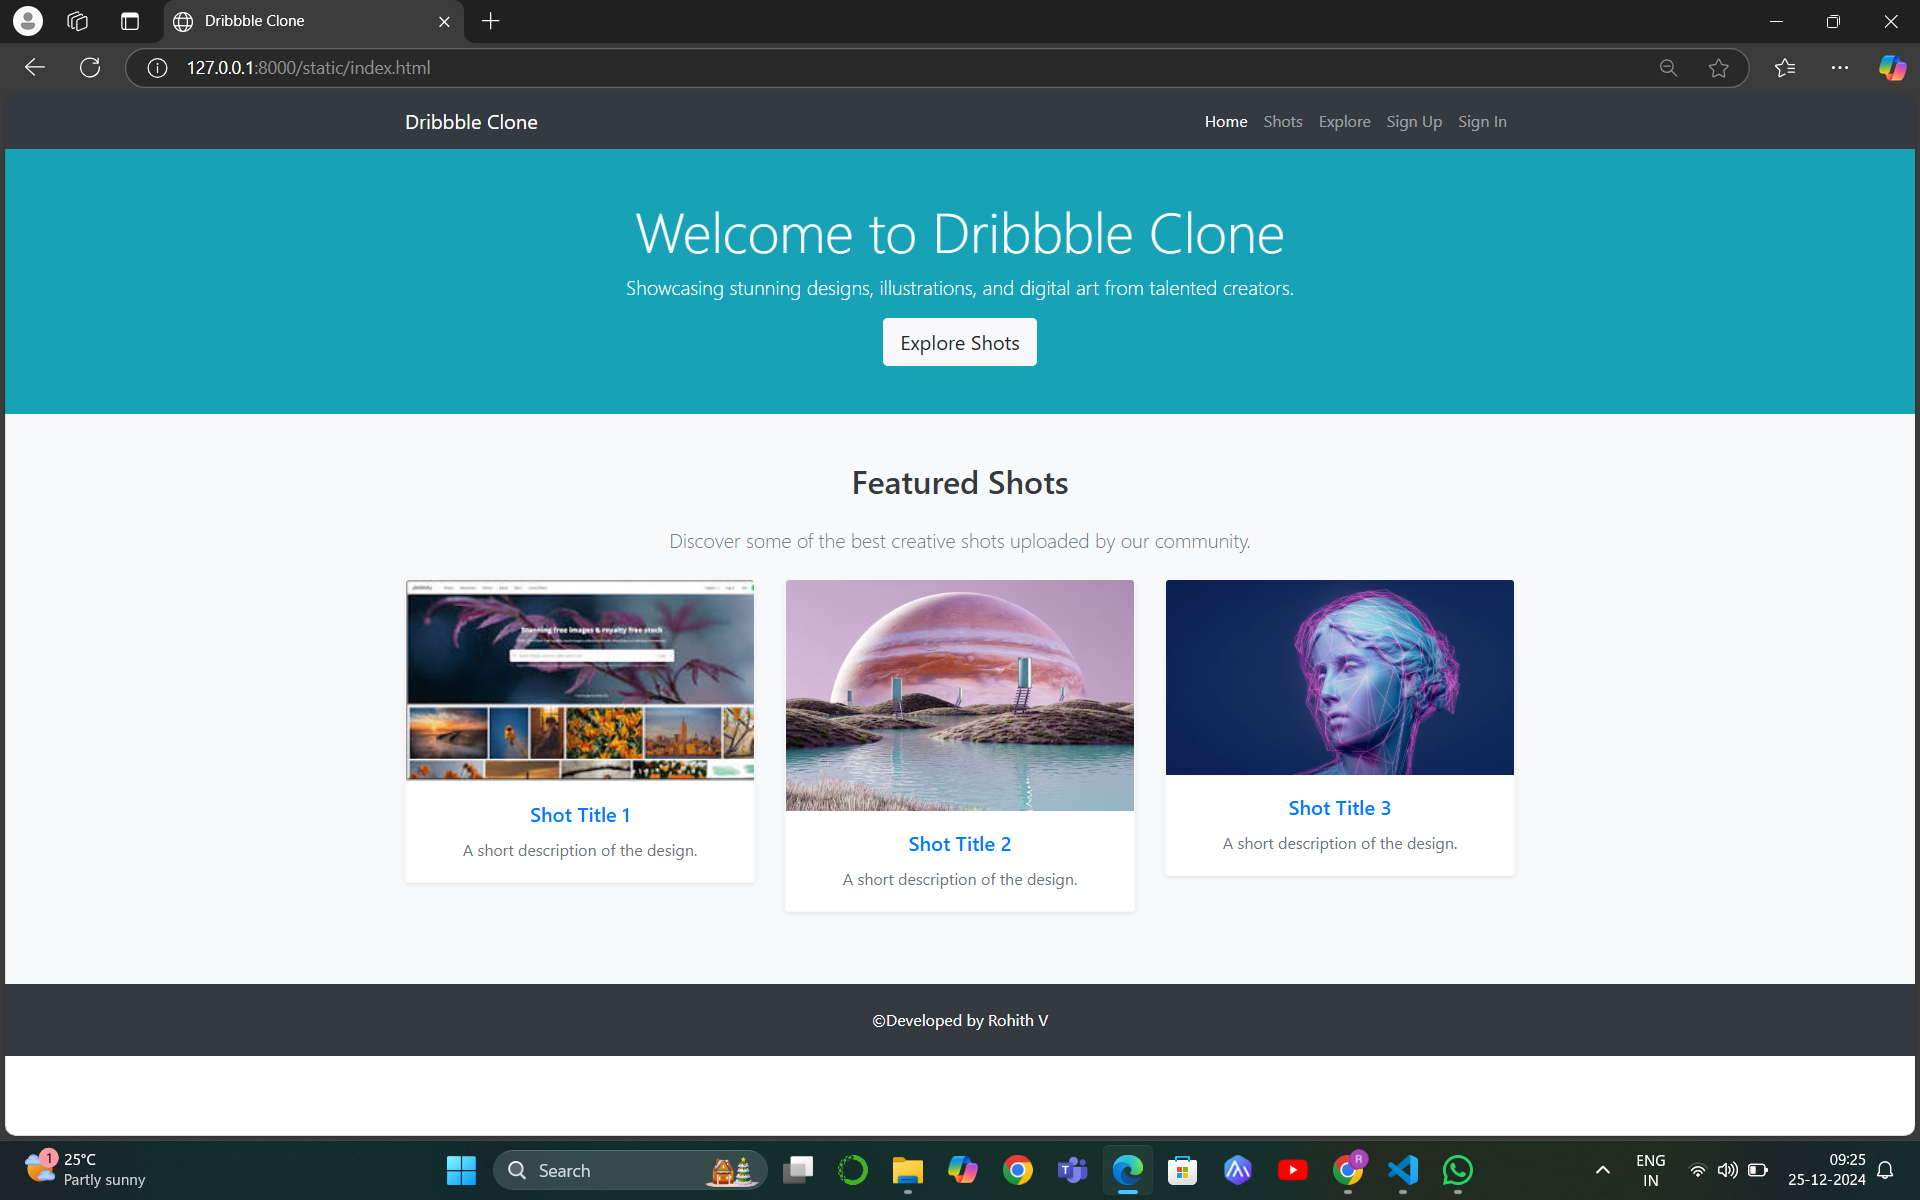 Dribbble Clone
127.0.0.1:8000/static/index.html
Dribbble Clone
Home Shots Explore Sign Up Sign In
Welcome to Dribbble Clone
Showcasing stunning designs, illustrations, and digital art from talented creators.
Explore Shots
Featured Shots
Discover some of the best creative shots uploaded by our community.
Stunning free images & royalty free stock
Shot Title 1
A short description of the design.
Shot Title 2
A short description of the design.
Shot Title 3
A short description of the design.
©Developed by Rohith V
1
25°C
Partly sunny
Search
R
ENG
IN
09:25
25-12-2024